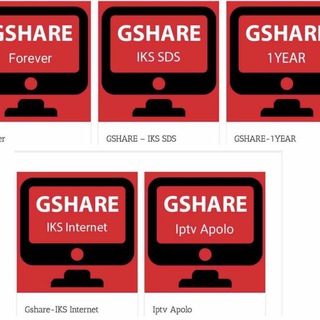 GSHARE
Forever
GSHARE
IKS SDS
GSHARE
1YEAR
er
GSHARE – IKS SDS
GSHARE-1YEAR
GSHARE
IKS Internet
GSHARE
Iptv Apolo
Gshare-IKS Internet
Iptv Apolo